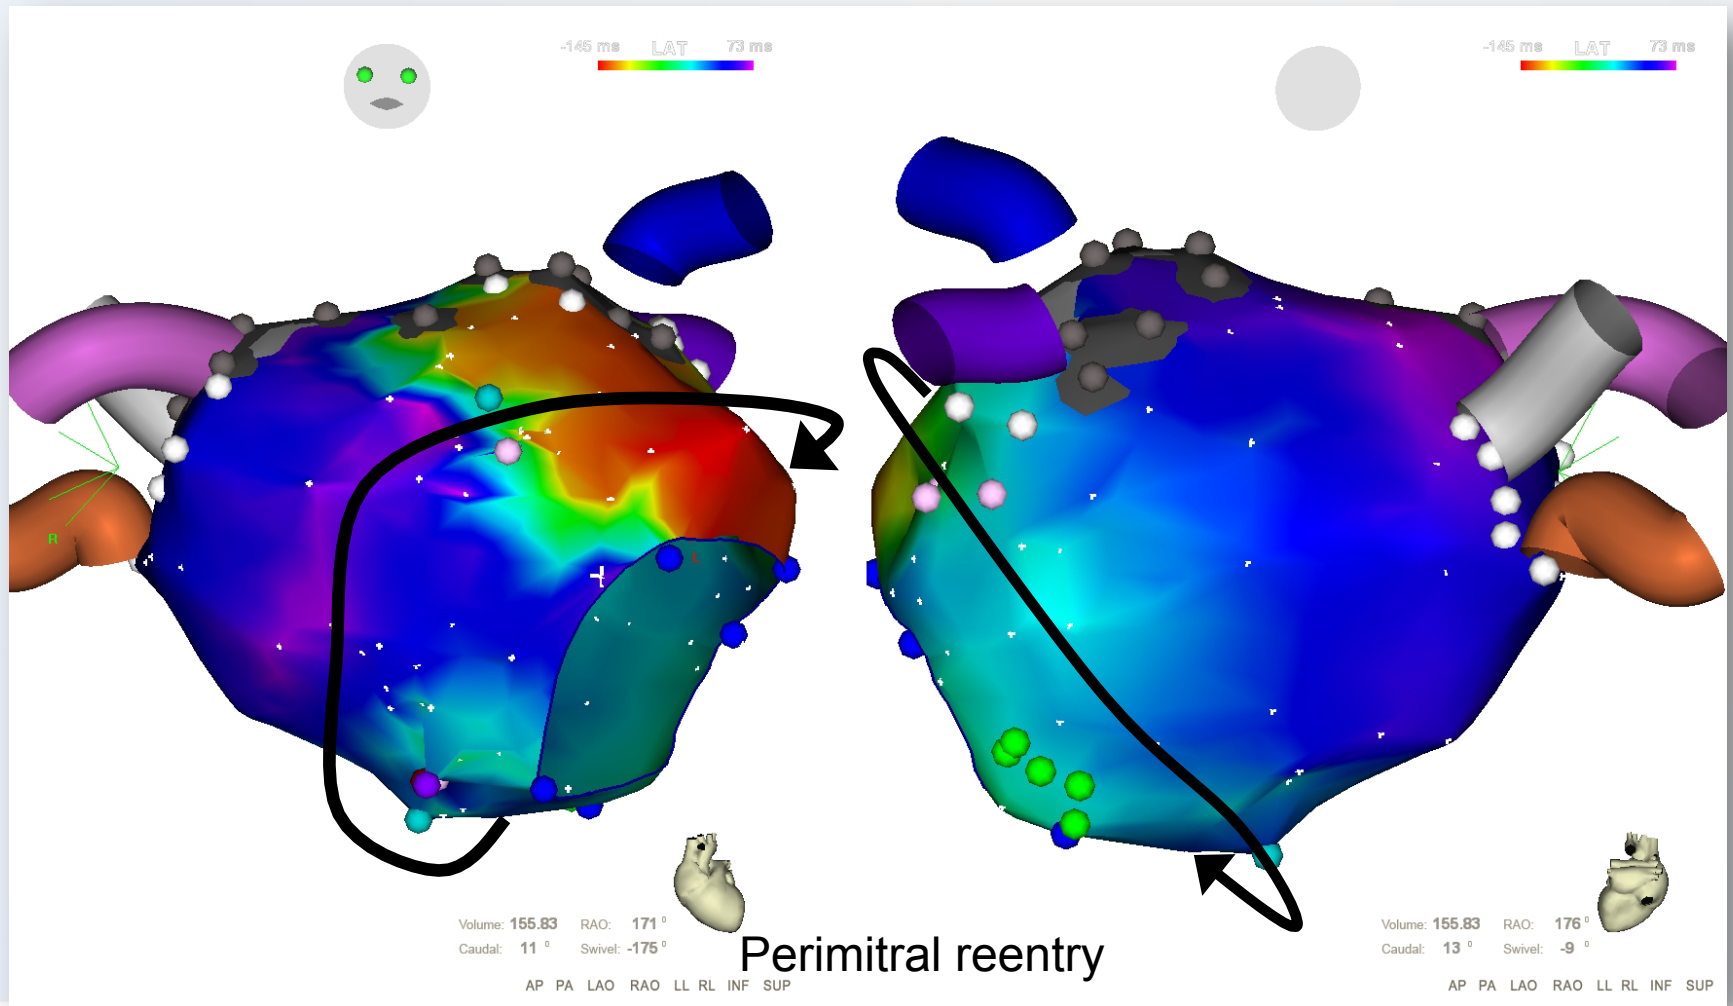 -145 ms LAT 73 ms
-145 ms LAT 73 ms
R
L
Volume: 155.83 RAO: 171 °
Caudal: 11 ° Swivel: -175 °
Volume: 155.83 RAO: 176 °
Caudal: 13 ° Swivel: -9 °
Perimitral reentry
AP PA LAO RAO LL RL INF SUP
AP PA LAO RAO LL RL INF SUP